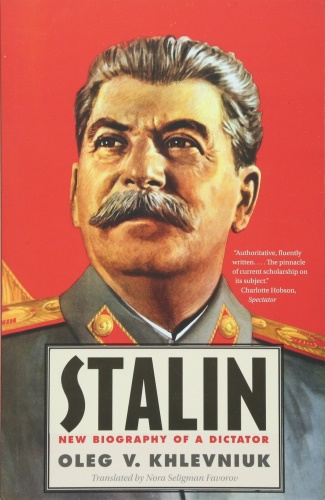 "Authoritative, fluently
written. . . . The pinnacle
of current scholarship on
its subject."
Charlotte Hobson,
Spectator
STALIN
NEW BIOGRAPHY OF A DICTATOR
OLEG V. KHLEVNIUK
Translated by Nora Seligman Favorov